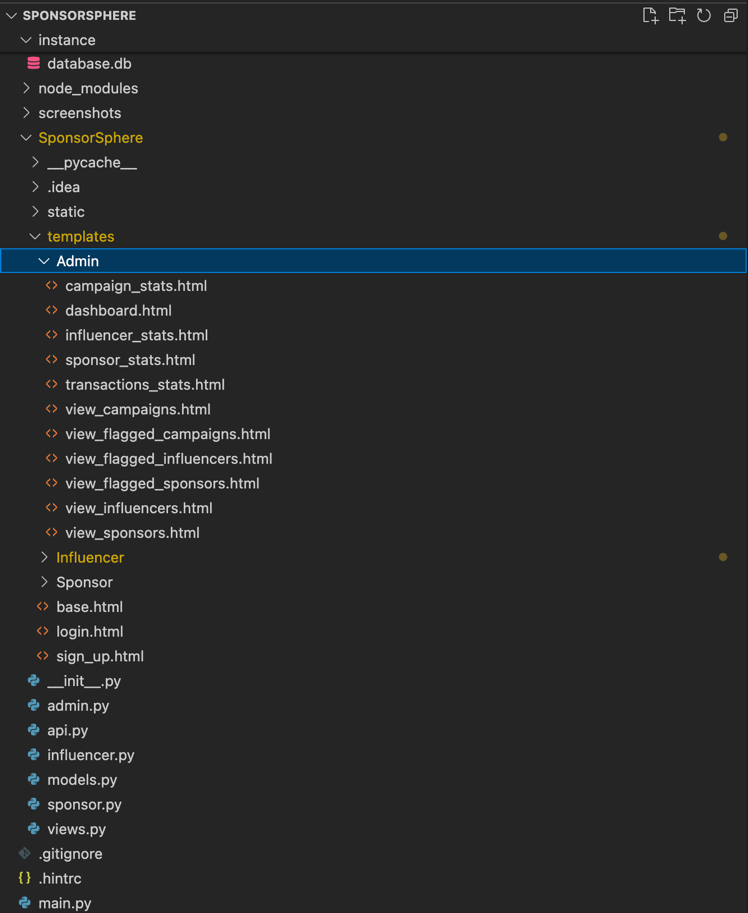 SPONSORSPHERE
instance
database.db
node_modules
screenshots
SponsorSphere
__pycache__
.idea
static
templates
Admin
campaign_stats.html
dashboard.html
influencer_stats.html
sponsor_stats.html
transactions_stats.html
view_campaigns.html
view_flagged_campaigns.html
view_flagged_influencers.html
view_flagged_sponsors.html
view_influencers.html
view_sponsors.html
Influencer
Sponsor
base.html
login.html
sign_up.html
__init__.py
admin.py
api.py
influencer.py
models.py
sponsor.py
views.py
.gitignore
.hintrc
main.py